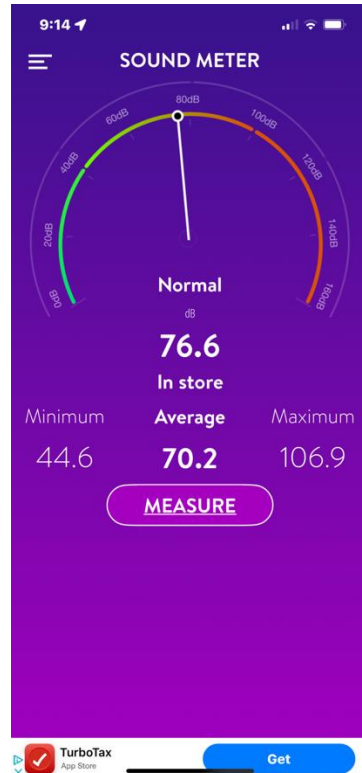 9:14
SOUND METER
0dB
20dB
40dB
60dB
80dB
100dB
120dB
140dB
160dB
Normal
dB
76.6
In store
Minimum Average Maximum
44.6 70.2 106.9
MEASURE
TurboTax
App Store
Get